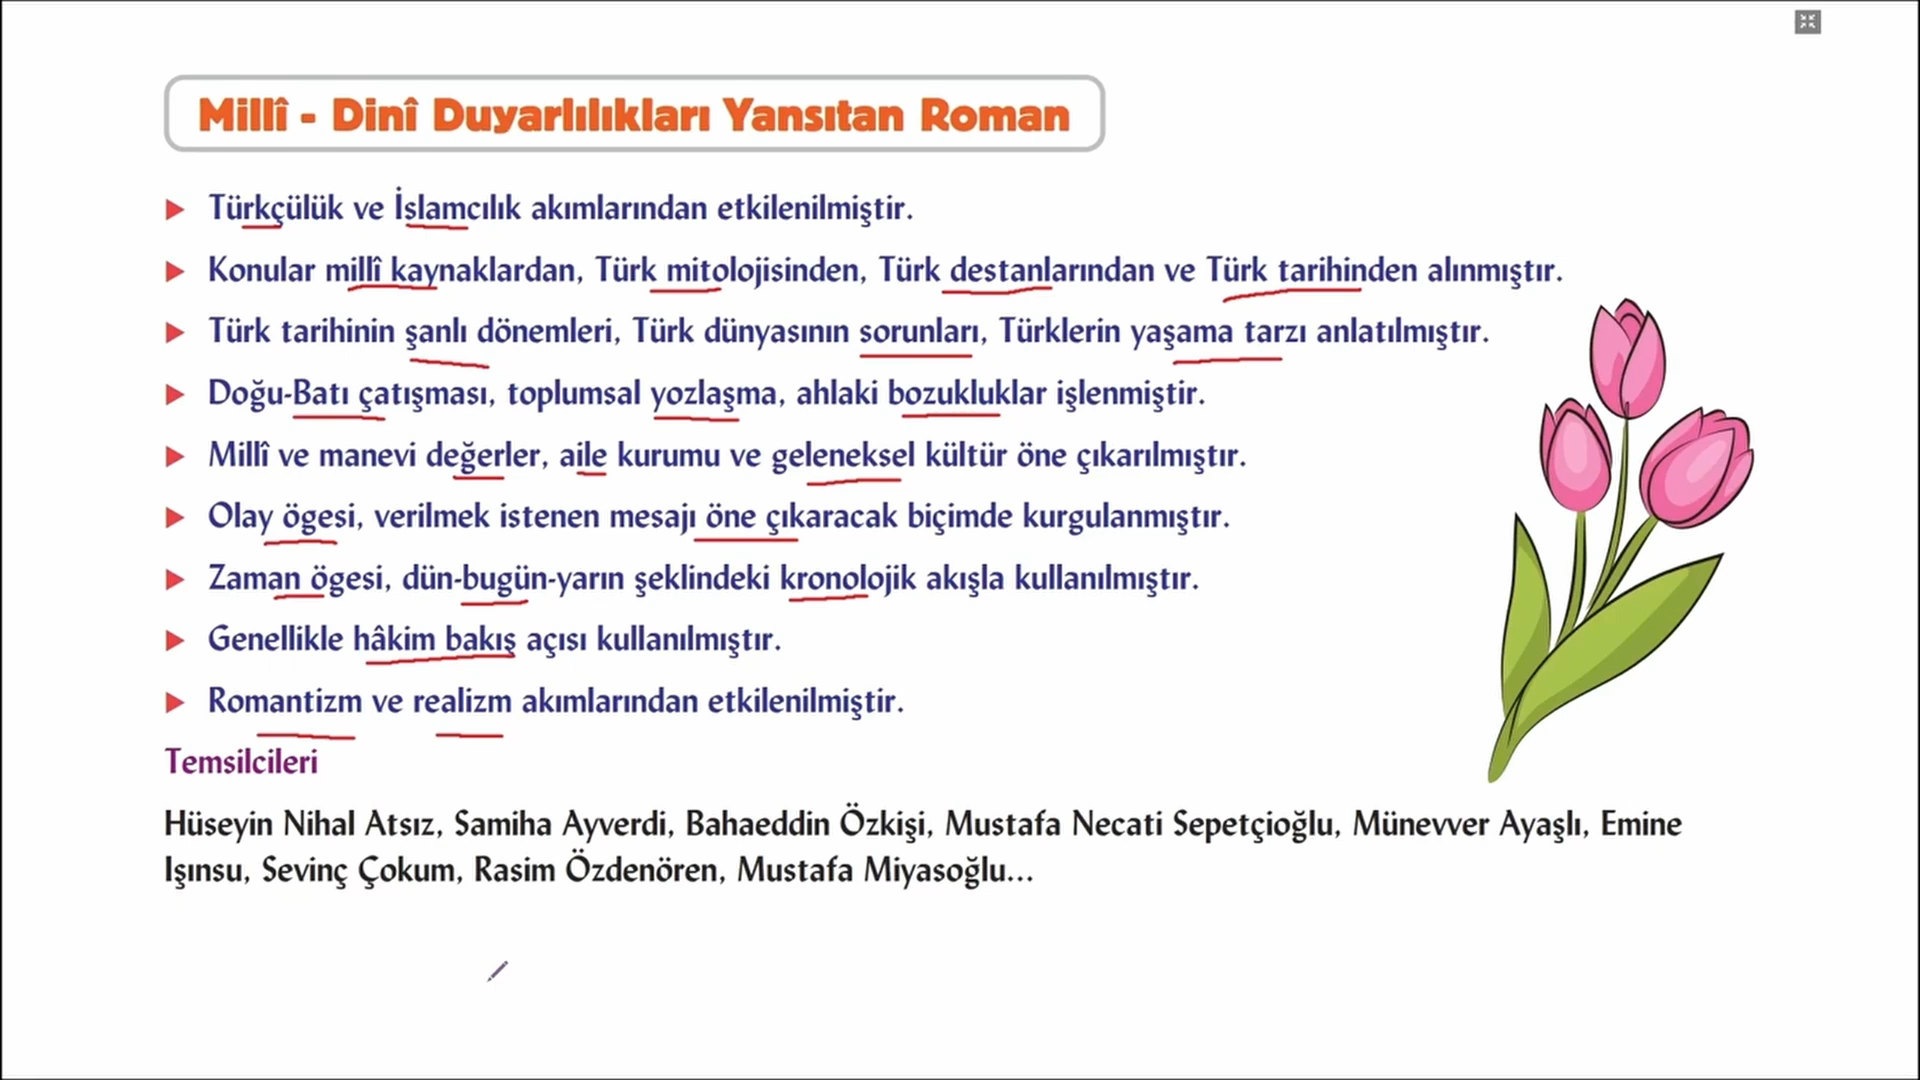 Millî - Dinî Duyarlılıkları Yansıtan Roman
Türkçülük ve İslamcılık akımlarından etkilenilmiştir.
Konular millî kaynaklardan, Türk mitolojisinden, Türk destanlarından ve Türk tarihinden alınmıştır.
Türk tarihinin şanlı dönemleri, Türk dünyasının sorunları, Türklerin yaşama tarzı anlatılmıştır.
Doğu-Batı çatışması, toplumsal yozlaşma, ahlaki bozukluklar işlenmiştir.
Millî ve manevi değerler, aile kurumu ve geleneksel kültür öne çıkarılmıştır.
Olay ögesi, verilmek istenen mesajı öne çıkaracak biçimde kurgulanmıştır.
Zaman ögesi, dün-bugün-yarın şeklindeki kronolojik akışla kullanılmıştır.
Genellikle hâkim bakış açısı kullanılmıştır.
Romantizm ve realizm akımlarından etkilenilmiştir.
Temsilcileri
Hüseyin Nihal Atsız, Samiha Ayverdi, Bahaeddin Özkişi, Mustafa Necati Sepetçioğlu, Münevver Ayaşlı, Emine
Işınsu, Sevinç Çokum, Rasim Özdenören, Mustafa Miyasoğlu...